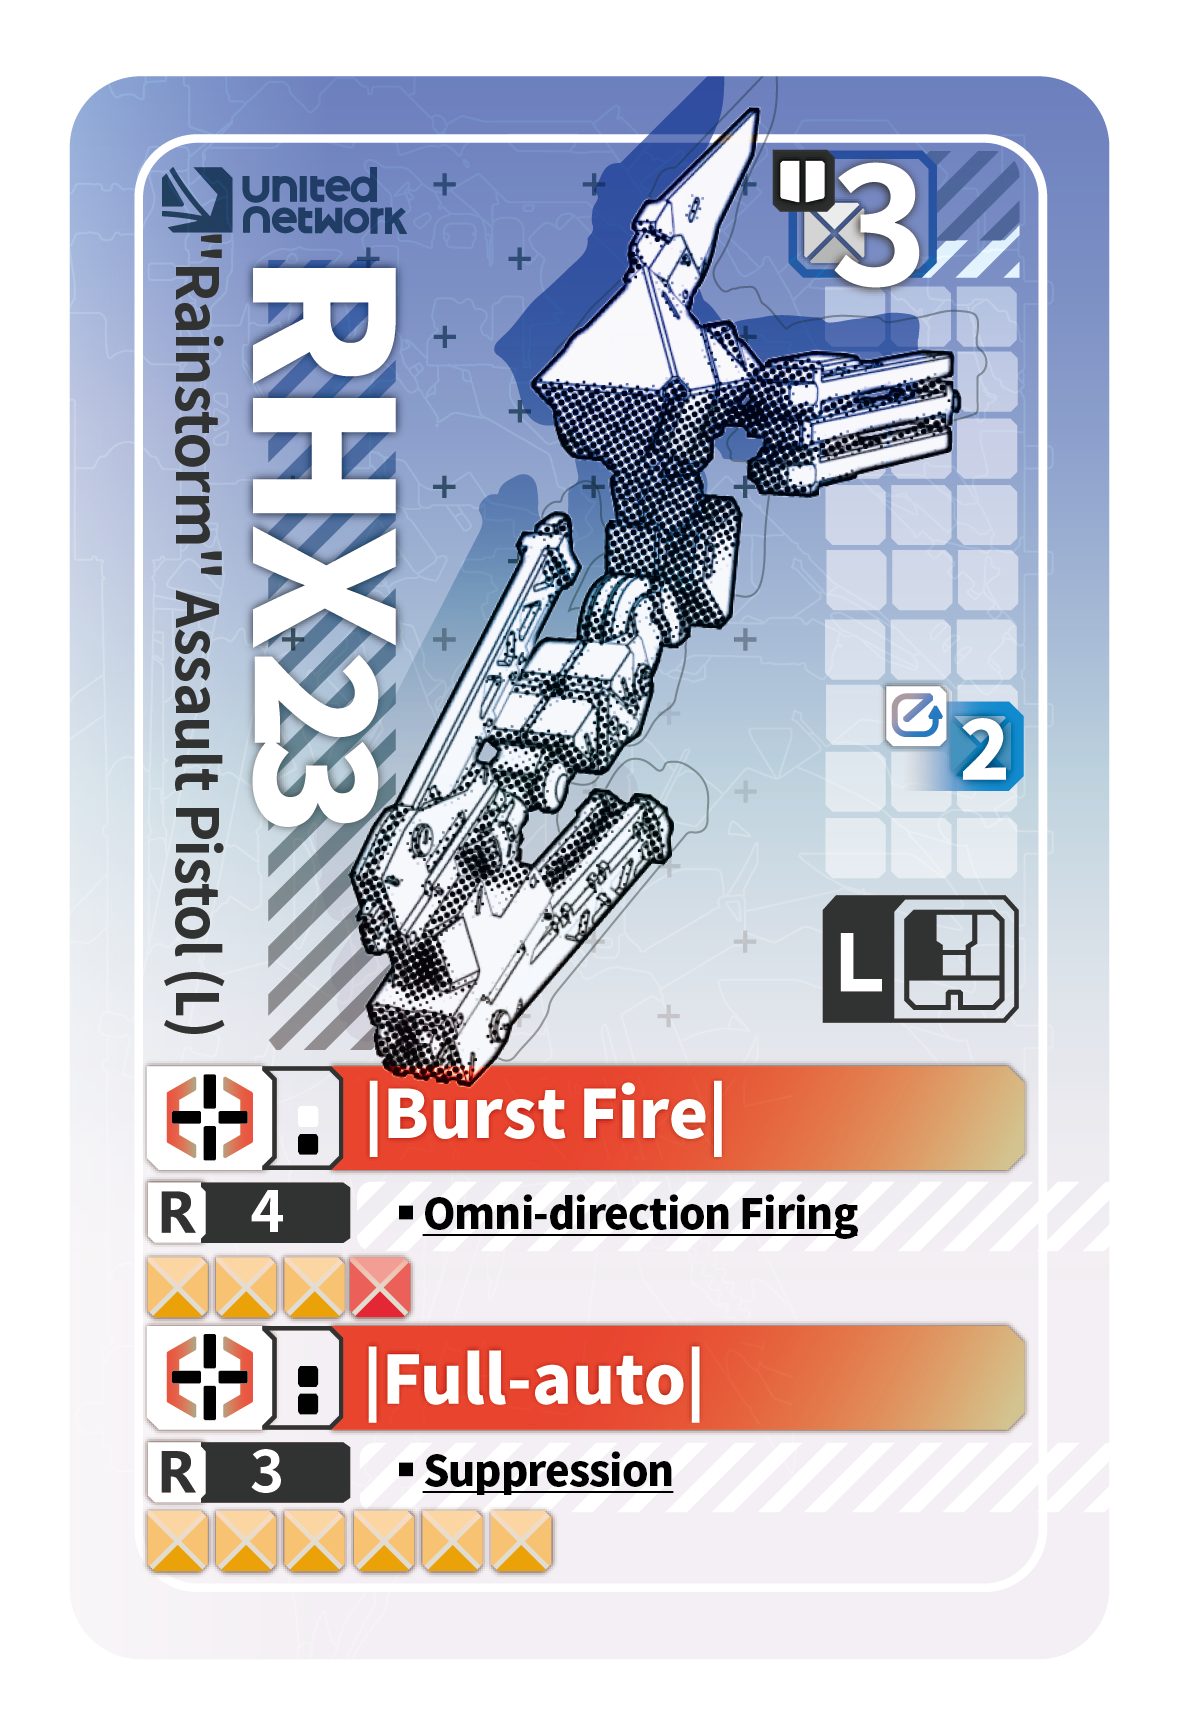 UNITED
NETWORK
"Rainstorm" Assault Pistol (L)
RHX23
3
2
L
|Burst Fire|
R 4
▪ Omni-direction Firing
|Full-auto|
R 3
▪ Suppression